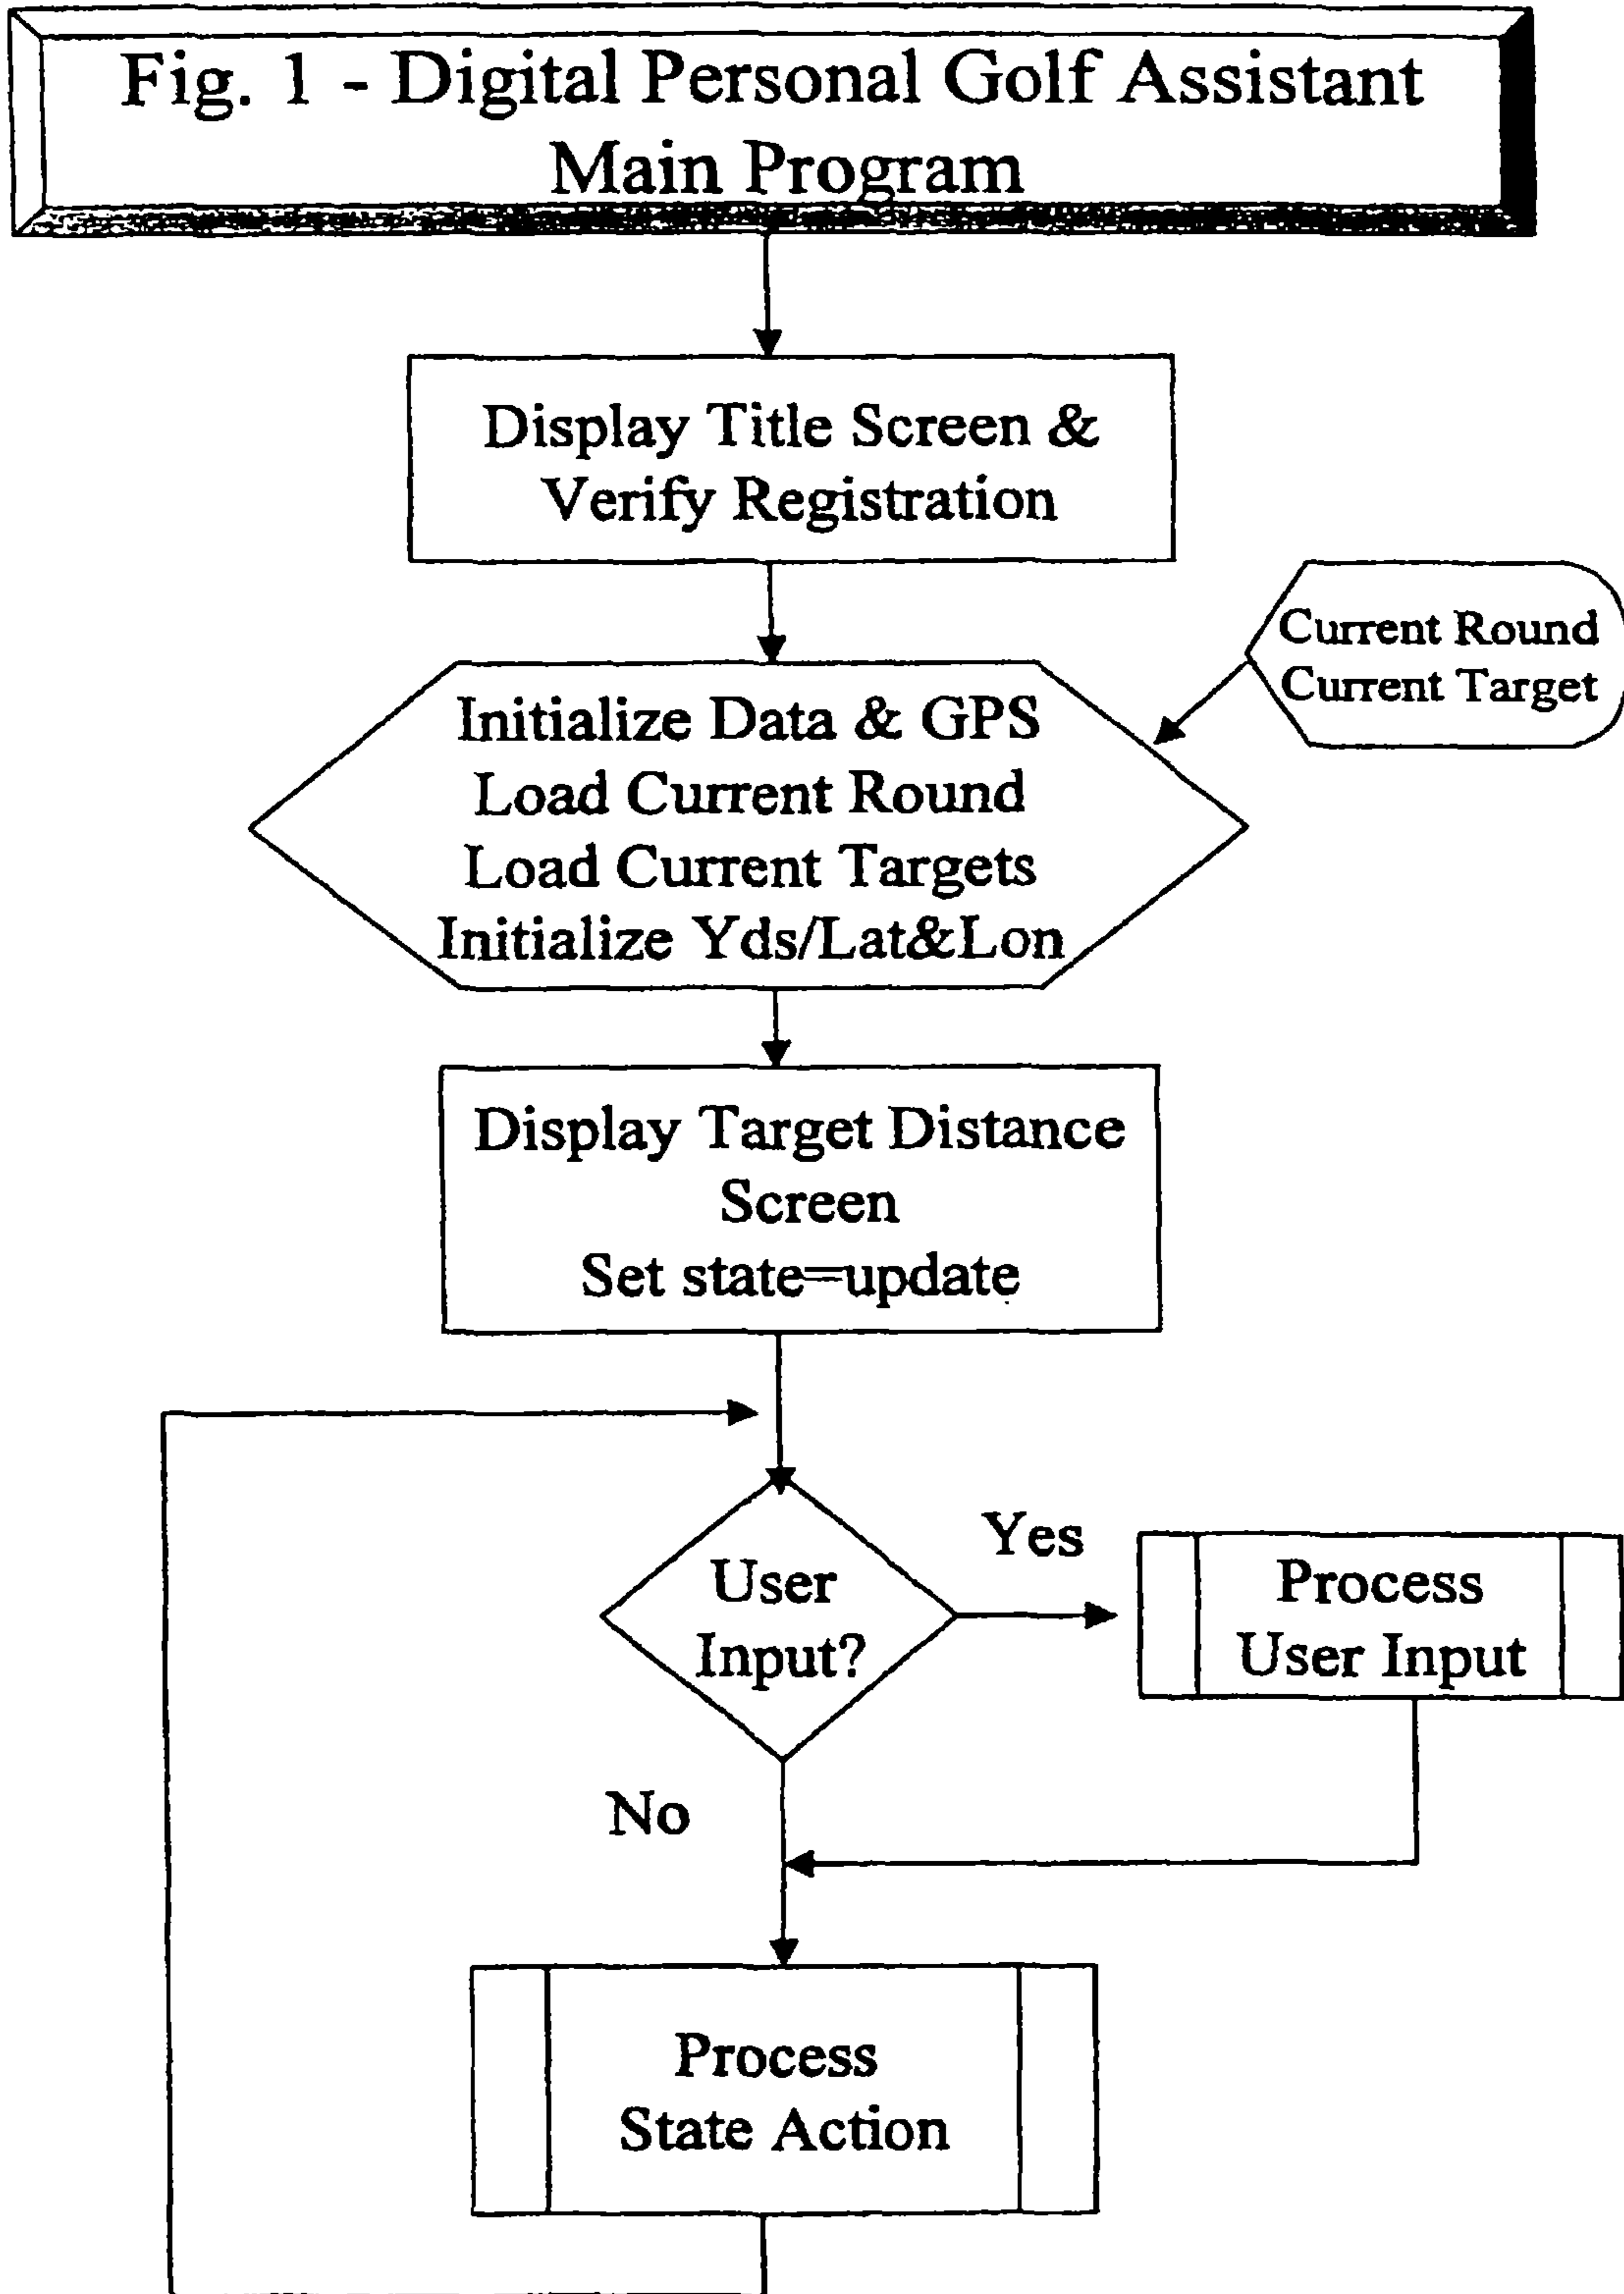 Fig. 1 - Digital Personal Golf Assistant
Main Program
Display Title Screen &
Verify Registration
Current Round
Current Target
Initialize Data & GPS
Load Current Round
Load Current Targets
Initialize Yds/Lat&Lon
Display Target Distance
Screen
Set state=update
User
Input?
Yes
Process
User Input
No
Process
State Action